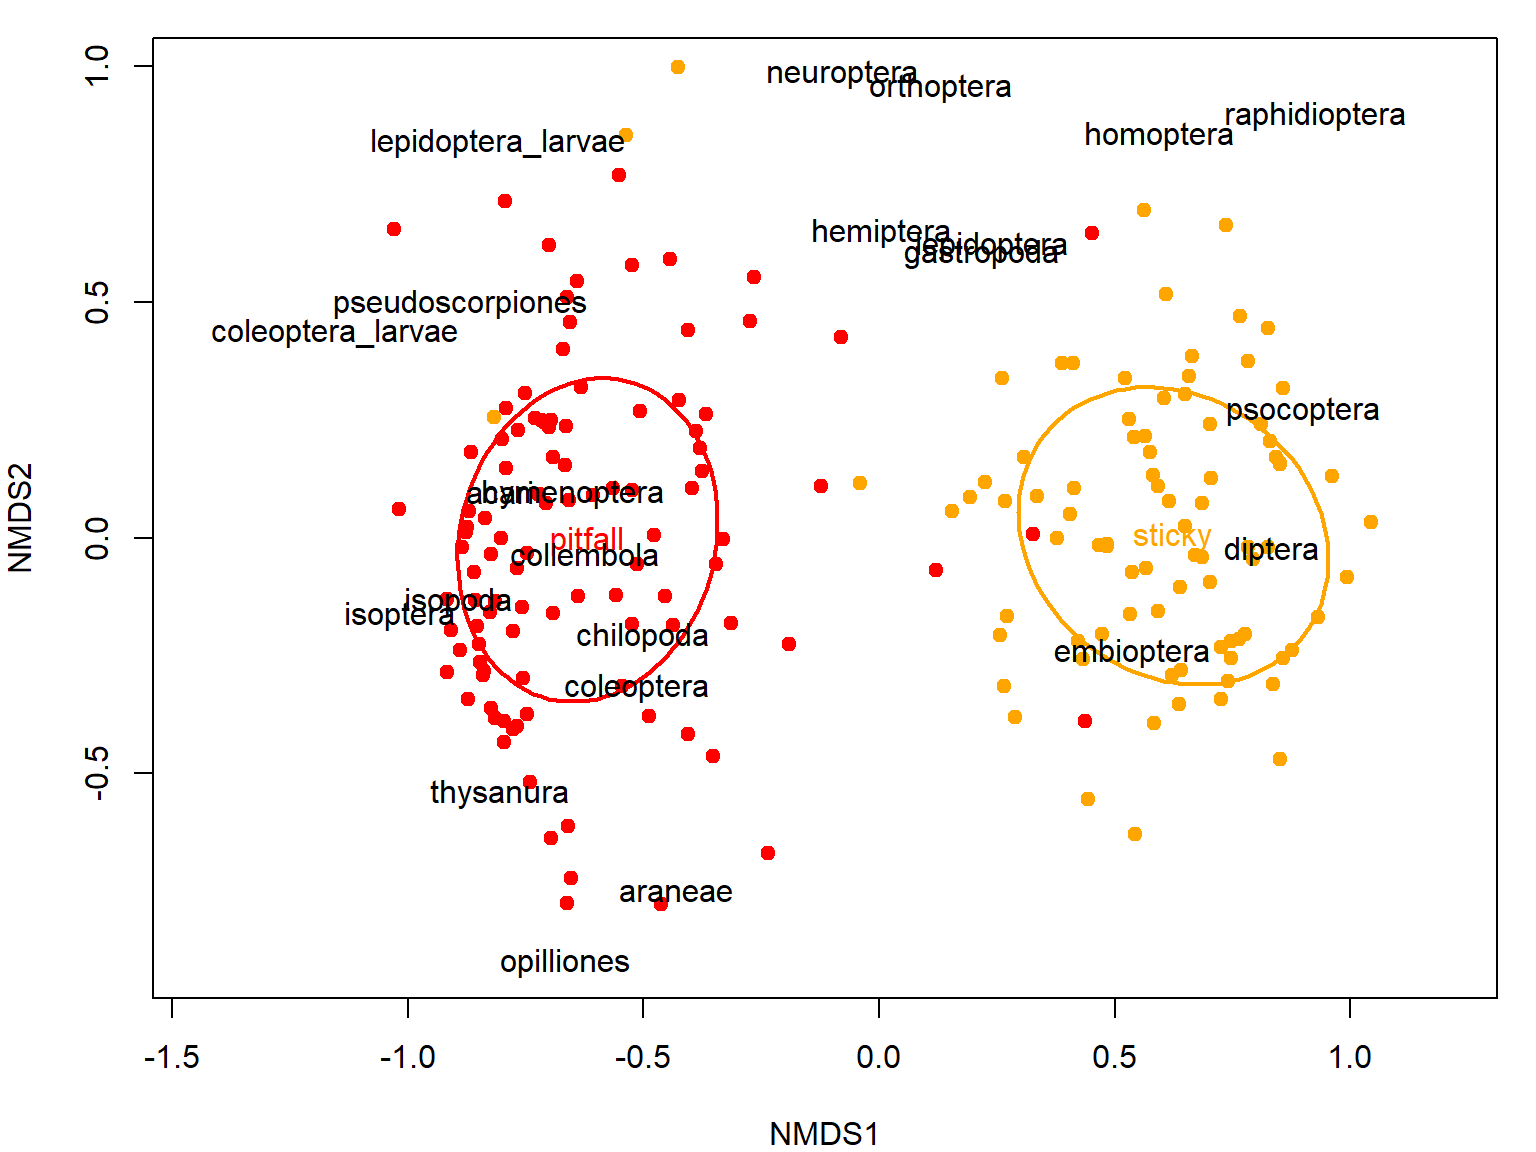 1.0
neuroptera
orthoptera
raphidioptera
homoptera
lepidoptera_larvae
hemiptera
lepidoptera
gastropoda
0.5
pseudoscorpiones
coleoptera_larvae
psocoptera
acari
hymenoptera
NMDS2
0.0
pitfall
sticky
collembola
diptera
isopoda
isoptera
chilopoda
embioptera
coleoptera
-0.5
thysanura
araneae
opilliones
-1.5
-1.0
-0.5
0.0
0.5
1.0
NMDS1